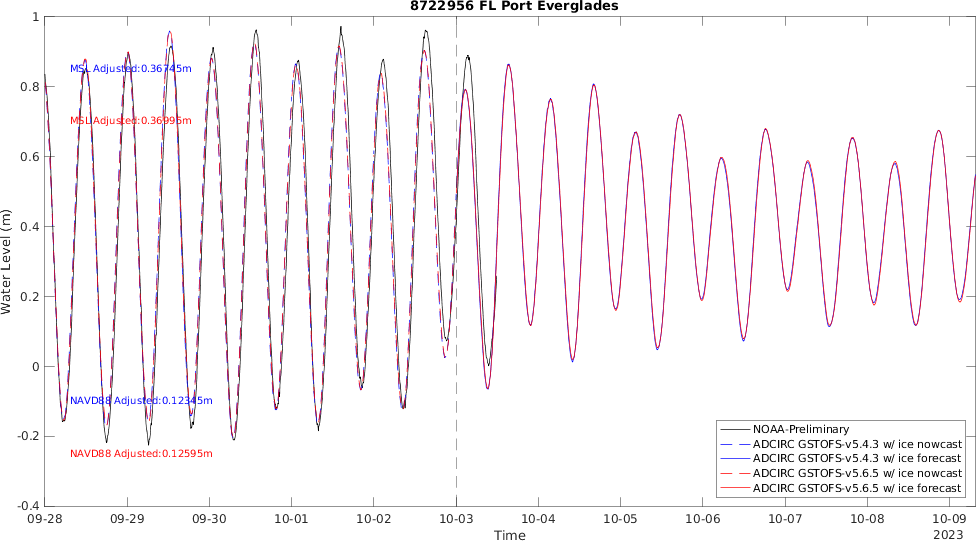 8722956 FL Port Everglades
1
0.8
0.6
0.4
0.2
0
-0.2
-0.4
Water Level (m)
MSL Adjusted:0.36745m
MSL Adjusted:0.36995m
NAVD88 Adjusted:0.12345m
NAVD88 Adjusted:0.12595m
NOAA-Preliminary
ADCIRC GSTOFS-v5.4.3 w/ ice nowcast
ADCIRC GSTOFS-v5.4.3 w/ ice forecast
ADCIRC GSTOFS-v5.6.5 w/ ice nowcast
ADCIRC GSTOFS-v5.6.5 w/ ice forecast
09-28 09-29 09-30 10-01 10-02 10-03 10-04 10-05 10-06 10-07 10-08 10-09
Time
2023